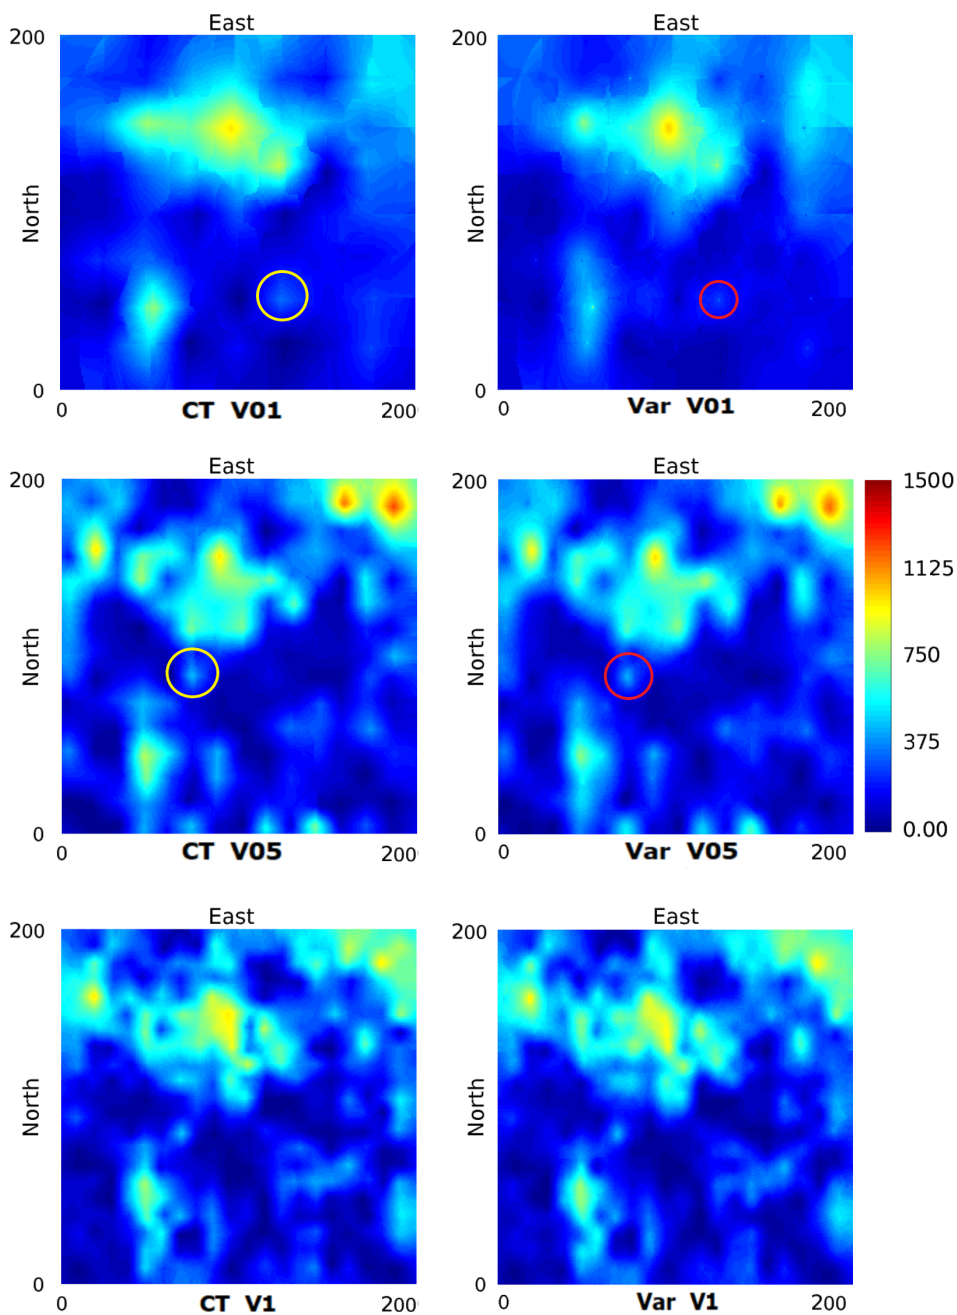 East East
200 200
North North
0 0
0 CT V01 200 0 Var V01 200
East East
200 200 1500
1125
North North 750
375
0 0 0.00
0 CT V05 200 0 Var V05 200
East East
200 200
North North
0 0
0 CT V1 200 0 Var V1 200